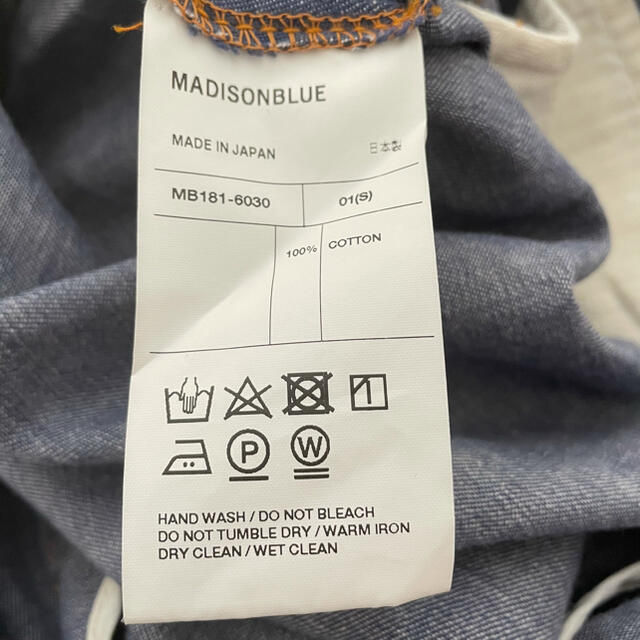 MADISONBLUE
MADE IN JAPAN 日本製
MB181-6030 01(S)
100% COTTON
P W
HAND WASH / DO NOT BLEACH
DO NOT TUMBLE DRY / WARM IRON
DRY CLEAN / WET CLEAN